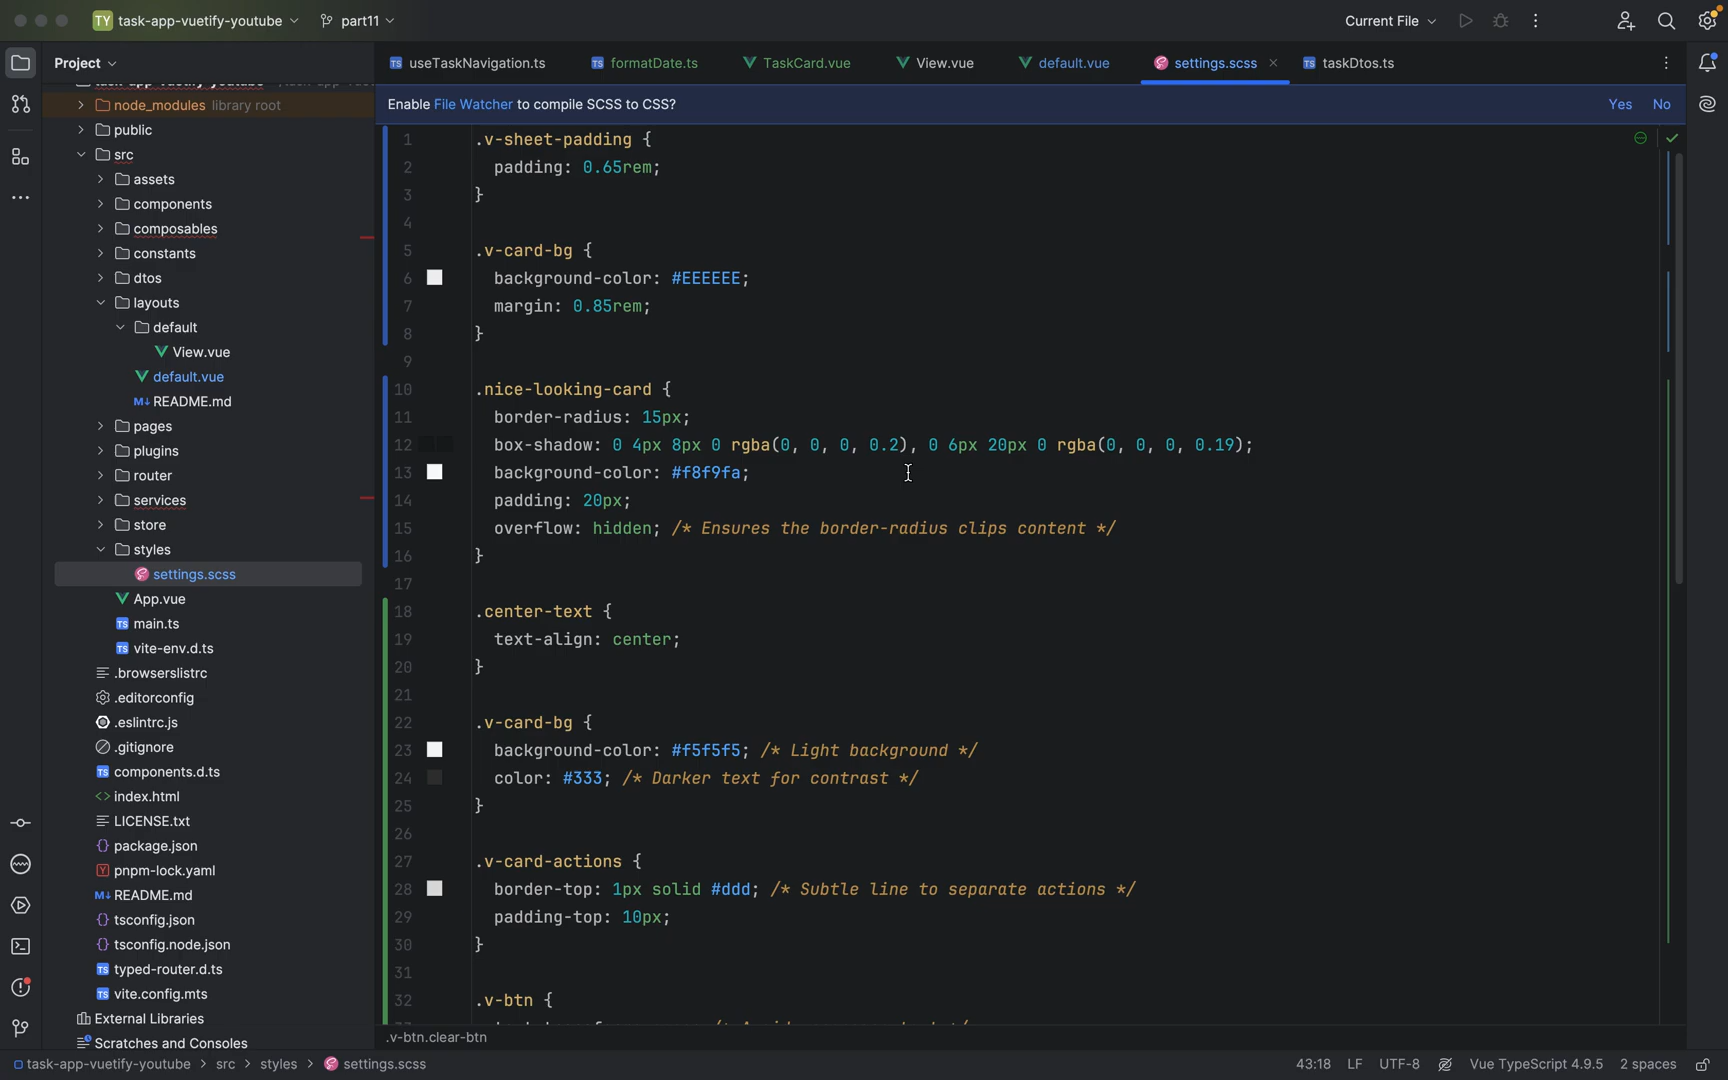 TY task-app-vuetify-youtube
part11
Current File
Project
useTaskNavigation.ts
formatDate.ts
TaskCard.vue
View.vue
default.vue
settings.scss
taskDtos.ts
Enable File Watcher to compile SCSS to CSS?
Yes
No
node_modules library root
public
src
assets
components
composables
constants
dtos
layouts
default
View.vue
default.vue
README.md
pages
plugins
router
services
store
styles
settings.scss
App.vue
main.ts
vite-env.d.ts
.browserslistrc
.editorconfig
.eslintrc.js
.gitignore
components.d.ts
index.html
LICENSE.txt
package.json
pnpm-lock.yaml
README.md
tsconfig.json
tsconfig.node.json
typed-router.d.ts
vite.config.mts
External Libraries
Scratches and Consoles
1 .v-sheet-padding {
2 padding: 0.65rem;
3 }
4
5 .v-card-bg {
6 background-color: #EEEEEE;
7 margin: 0.85rem;
8 }
9
10 .nice-looking-card {
11 border-radius: 15px;
12 box-shadow: 0 4px 8px 0 rgba(0, 0, 0, 0.2), 0 6px 20px 0 rgba(0, 0, 0, 0.19);
13 background-color: #f8f9fa;
14 padding: 20px;
15 overflow: hidden; /* Ensures the border-radius clips content */
16 }
17
18 .center-text {
19 text-align: center;
20 }
21
22 .v-card-bg {
23 background-color: #f5f5f5; /* Light background */
24 color: #333; /* Darker text for contrast */
25 }
26
27 .v-card-actions {
28 border-top: 1px solid #ddd; /* Subtle line to separate actions */
29 padding-top: 10px;
30 }
31
32 .v-btn {
.v-btn.clear-btn
task-app-vuetify-youtube > src > styles > settings.scss
43:18 LF UTF-8 Vue TypeScript 4.9.5 2 spaces